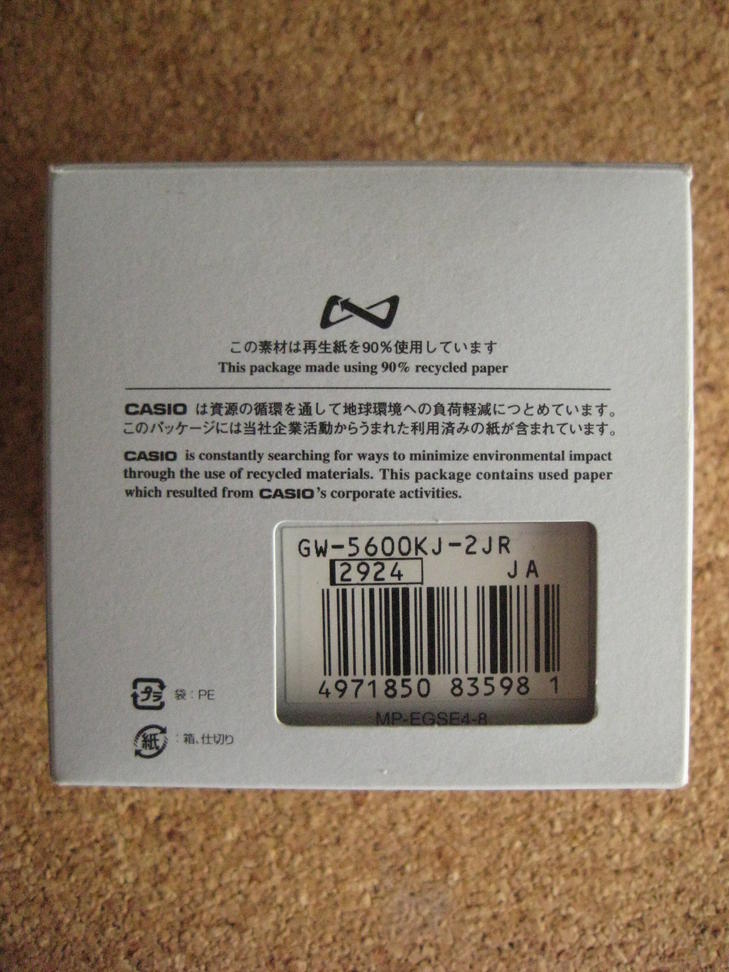 この素材は再生紙を90%使用しています
This package made using 90% recycled paper
CASIO は資源の循環を通して地球環境への負荷軽減につとめています。
このパッケージには当社企業活動からうまれた利用済みの紙が含まれています。
CASIO is constantly searching for ways to minimize environmental impact
through the use of recycled materials. This package contains used paper
which resulted from CASIO's corporate activities.
GW-5600KJ-2JR
2924 JA
4971850 83598 1
MP-EGSE4-8
プラ 袋:PE
紙 :箱、仕切り